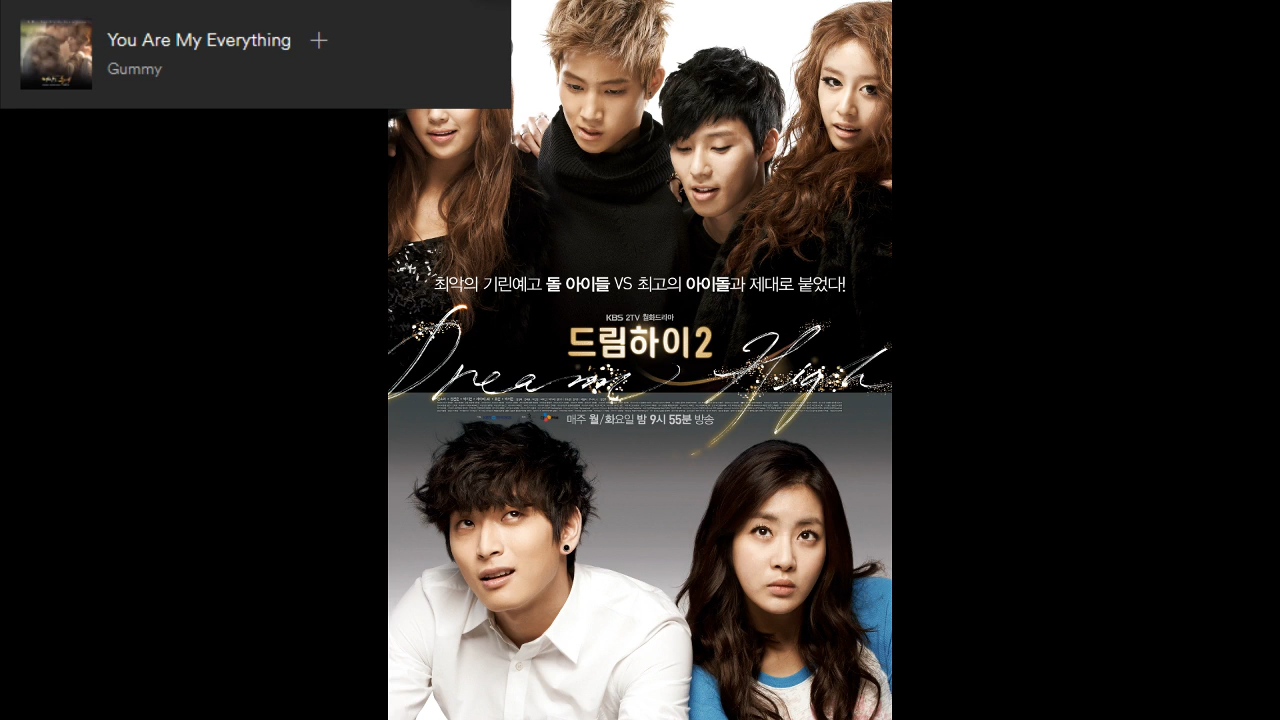 You Are My Everything
Gummy
최악의 기린예고 돌 아이들 VS 최고의 아이돌과 제대로 붙었다!
KBS 2TV 월화드라마
드림하이2
Dream High
매주 월/화요일 밤 9시 55분 방송